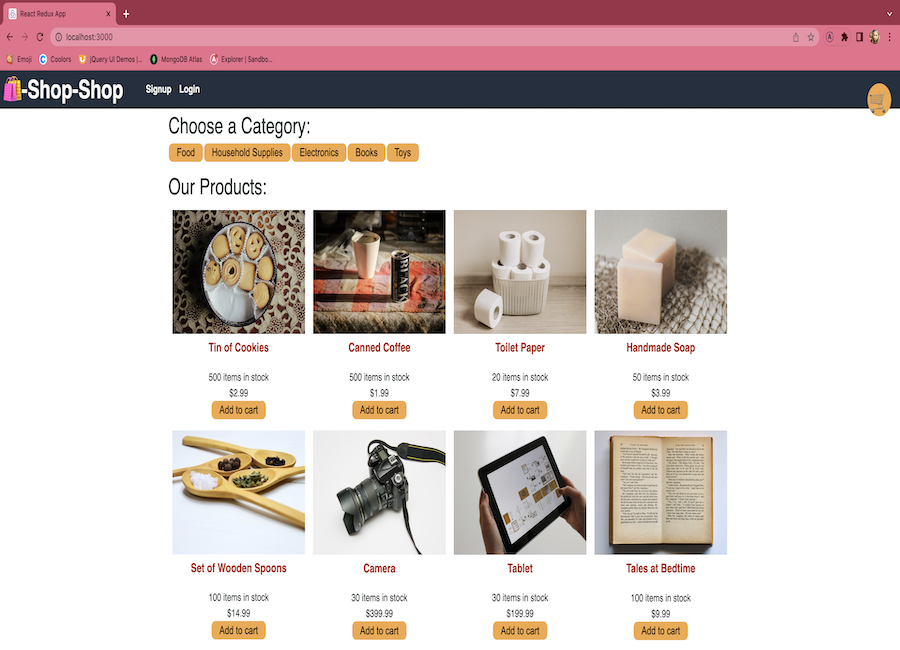 React Redux App
localhost:3000
Emoji Coolors jQuery UI Demos |... MongoDB Atlas Explorer | Sandbo...
-Shop-Shop Signup Login
Choose a Category:
Food Household Supplies Electronics Books Toys
Our Products:
BLACK
Tin of Cookies Canned Coffee Toilet Paper Handmade Soap
500 items in stock 500 items in stock 20 items in stock 50 items in stock
$2.99 $1.99 $7.99 $3.99
Add to cart Add to cart Add to cart Add to cart
Set of Wooden Spoons Camera Tablet Tales at Bedtime
100 items in stock 30 items in stock 30 items in stock 100 items in stock
$14.99 $399.99 $199.99 $9.99
Add to cart Add to cart Add to cart Add to cart